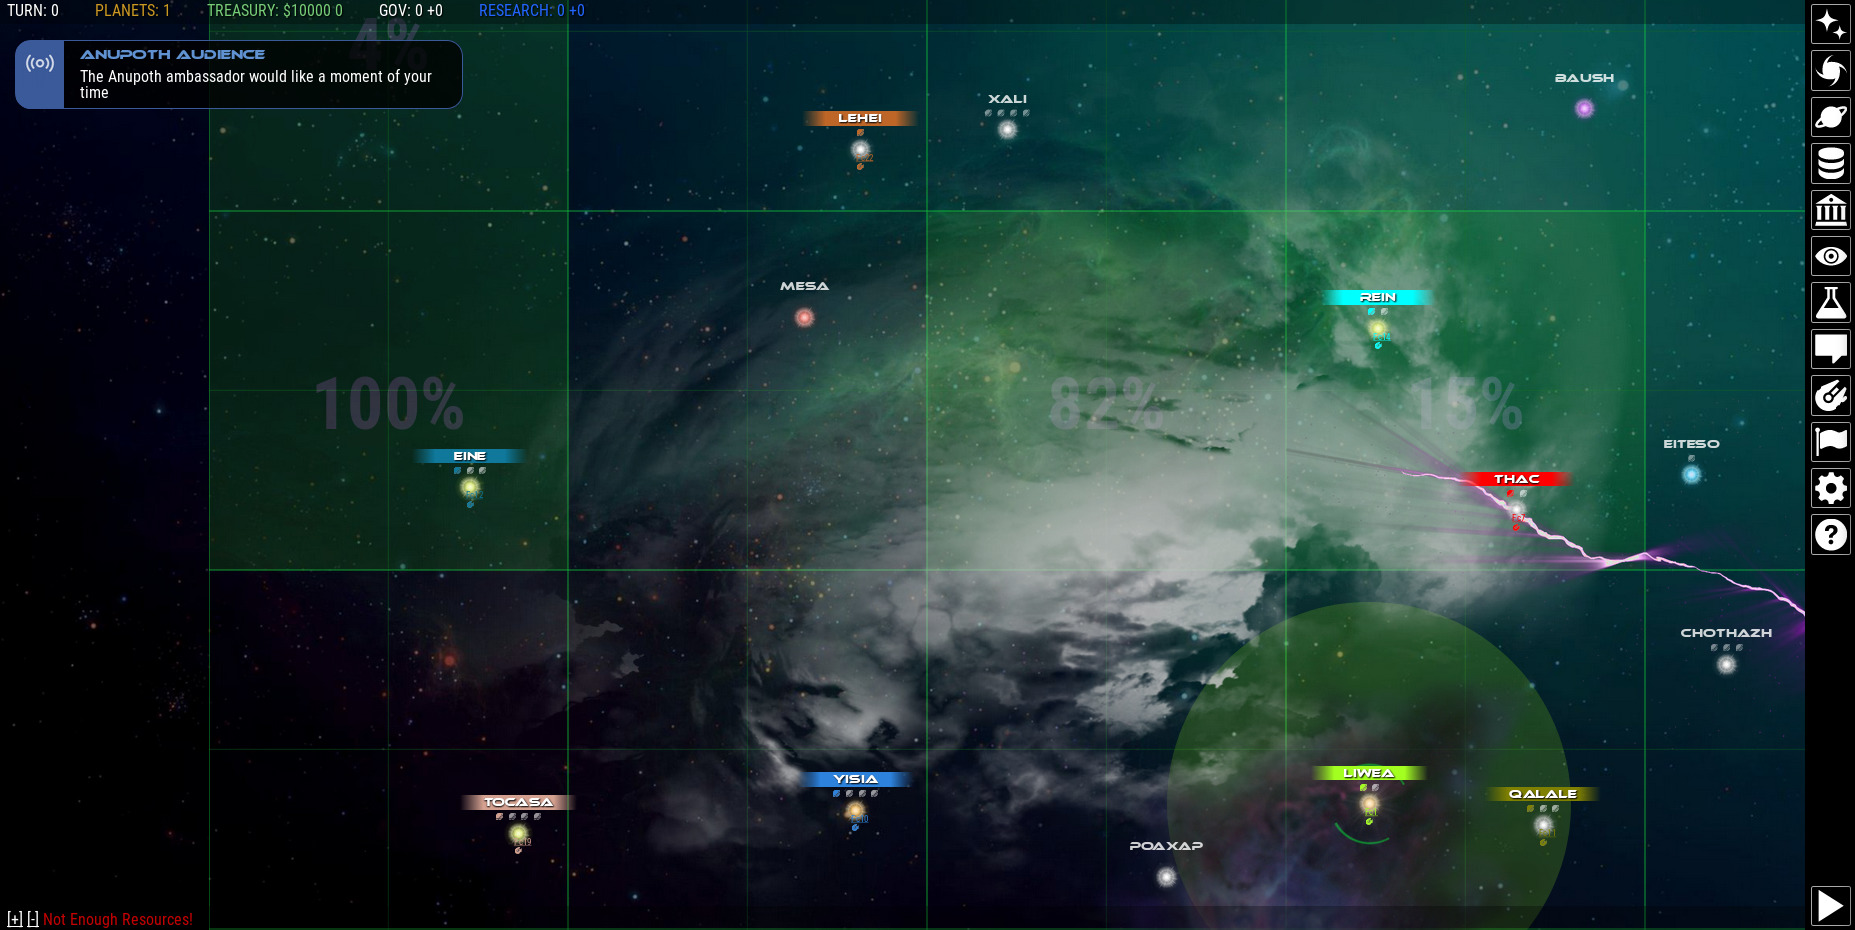 TURN: 0 PLANETS: 1 TREASURY: $10000 0 GOV: 0 +0 RESEARCH: 0 +0
4%
ANUPOTH AUDIENCE
The Anupoth ambassador would like a moment of your
time
BAUSH
XALI
LEHEI
MESA
REIN
100%
82%
15%
EITESO
EINE
THAC
CHOTHAZH
LIWEA
YISIA
QALALE
TOCASA
POAXAP
[+] [-] Not Enough Resources!